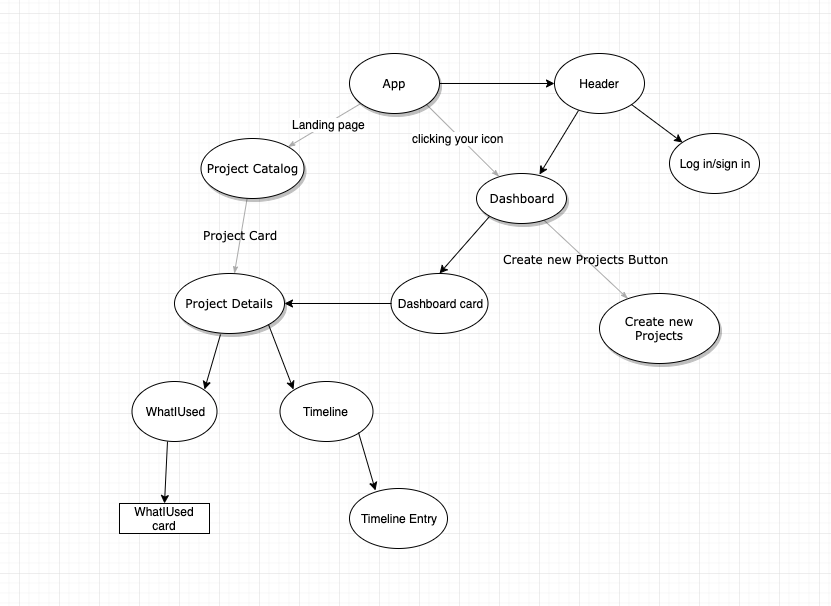 App
Header
Landing page
clicking your icon
Project Catalog
Log in/sign in
Dashboard
Project Card
Create new Projects Button
Project Details
Dashboard card
Create new
Projects
WhatIUsed
Timeline
WhatIUsed
card
Timeline Entry